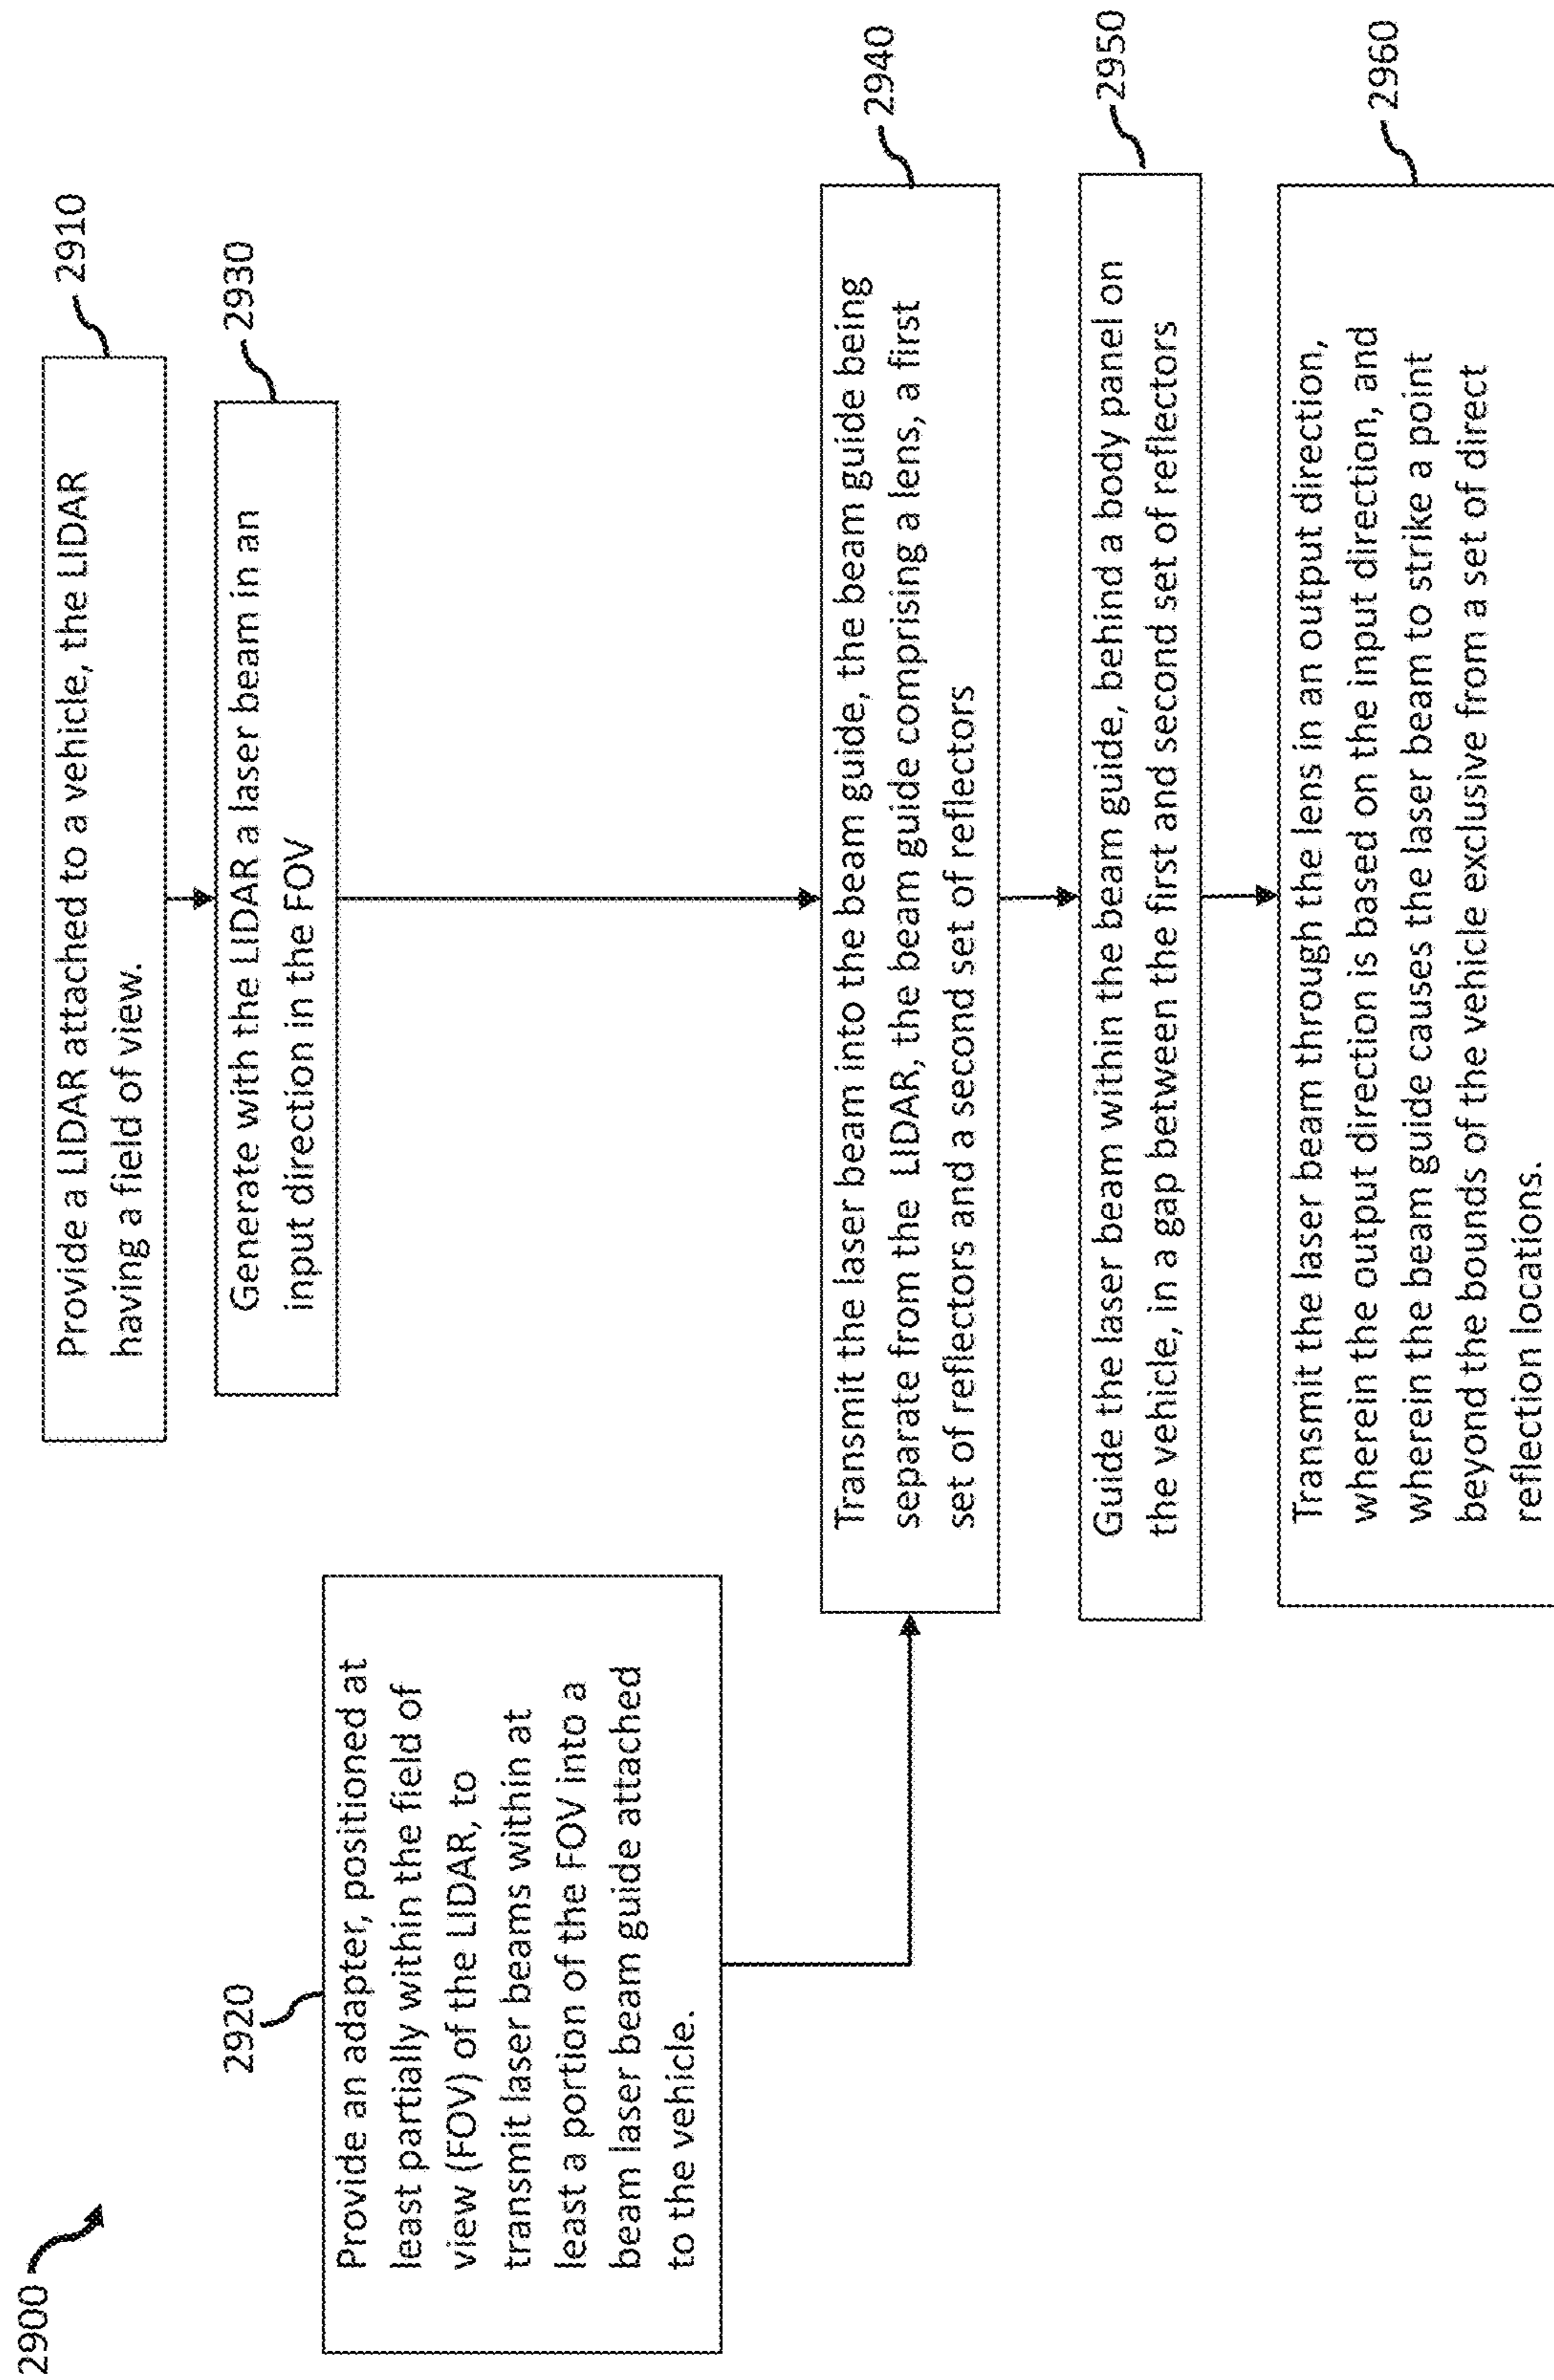 2900
2910
Provide a LIDAR attached to a vehicle, the LIDAR
having a field of view.
2930
Generate with the LIDAR a laser beam in an
input direction in the FOV
2920
Provide an adapter, positioned at
least partially within the field of
view (FOV) of the LIDAR, to
transmit laser beams within at
least a portion of the FOV into a
beam laser beam guide attached
to the vehicle.
2940
Transmit the laser beam into the beam guide, the beam guide being
separate from the LIDAR, the beam guide comprising a lens, a first
set of reflectors and a second set of reflectors
2950
Guide the laser beam within the beam guide, behind a body panel on
the vehicle, in a gap between the first and second set of reflectors
2960
Transmit the laser beam through the lens in an output direction,
wherein the output direction is based on the input direction, and
wherein the beam guide causes the laser beam to strike a point
beyond the bounds of the vehicle exclusive from a set of direct
reflection locations.